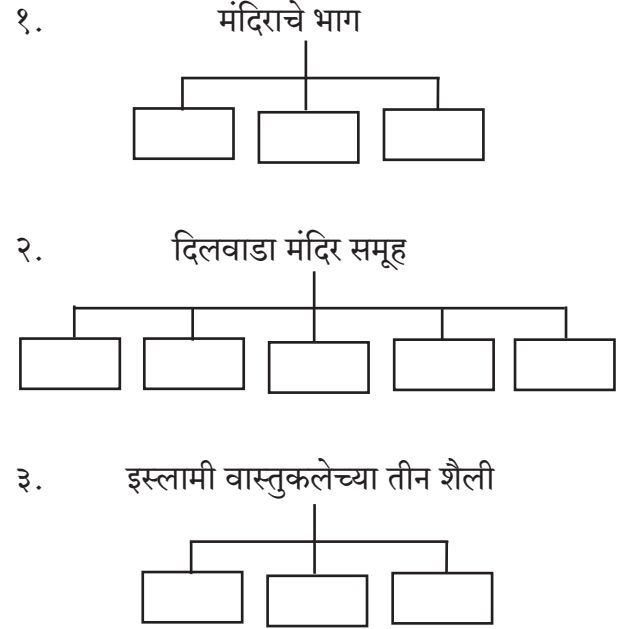 १. मंदिराचे भाग
२. दिलवाडा मंदिर समूह
३. इस्लामी वास्तुकलेच्या तीन शैली